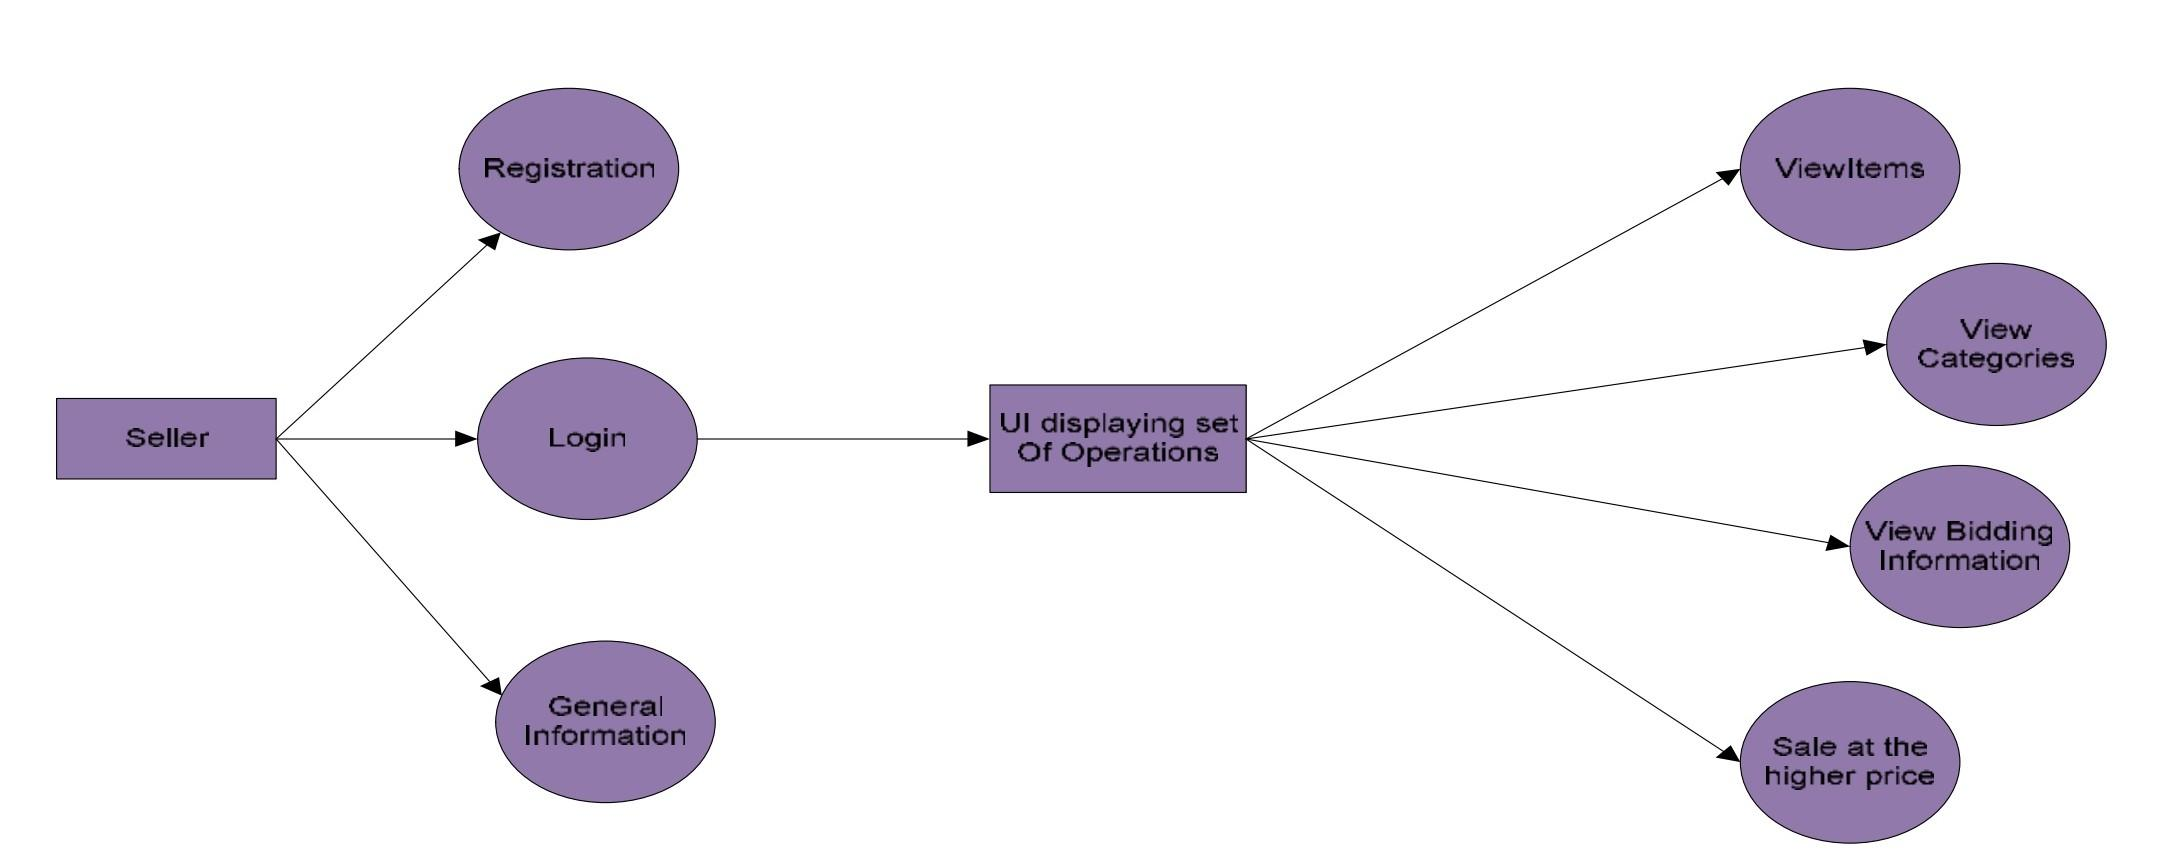 Registration
ViewItems
View
Categories
Seller
Login
UI displaying set
Of Operations
View Bidding
Information
General
Information
Sale at the
higher price